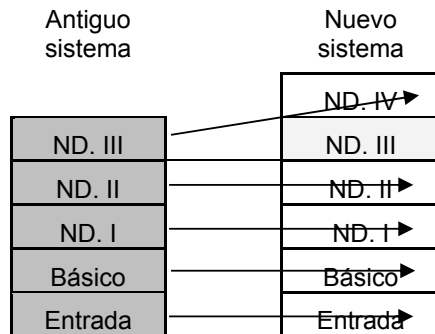 Antiguo
sistema
ND. III
ND. II
ND. I
Básico
Entrada
Nuevo
sistema
ND. IV
ND. III
ND. II
ND. I
Básico
Entrada